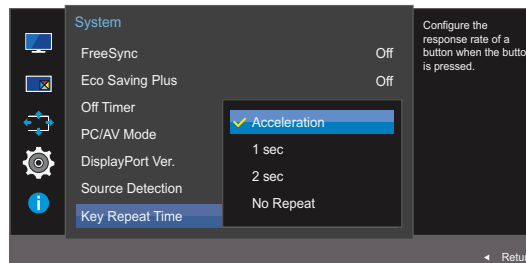 System
FreeSync Off
Eco Saving Plus Off
Off Timer
PC/AV Mode
DisplayPort Ver.
Source Detection
Key Repeat Time
Acceleration
1 sec
2 sec
No Repeat
Configure the
response rate of a
button when the butto
is pressed.
Retur